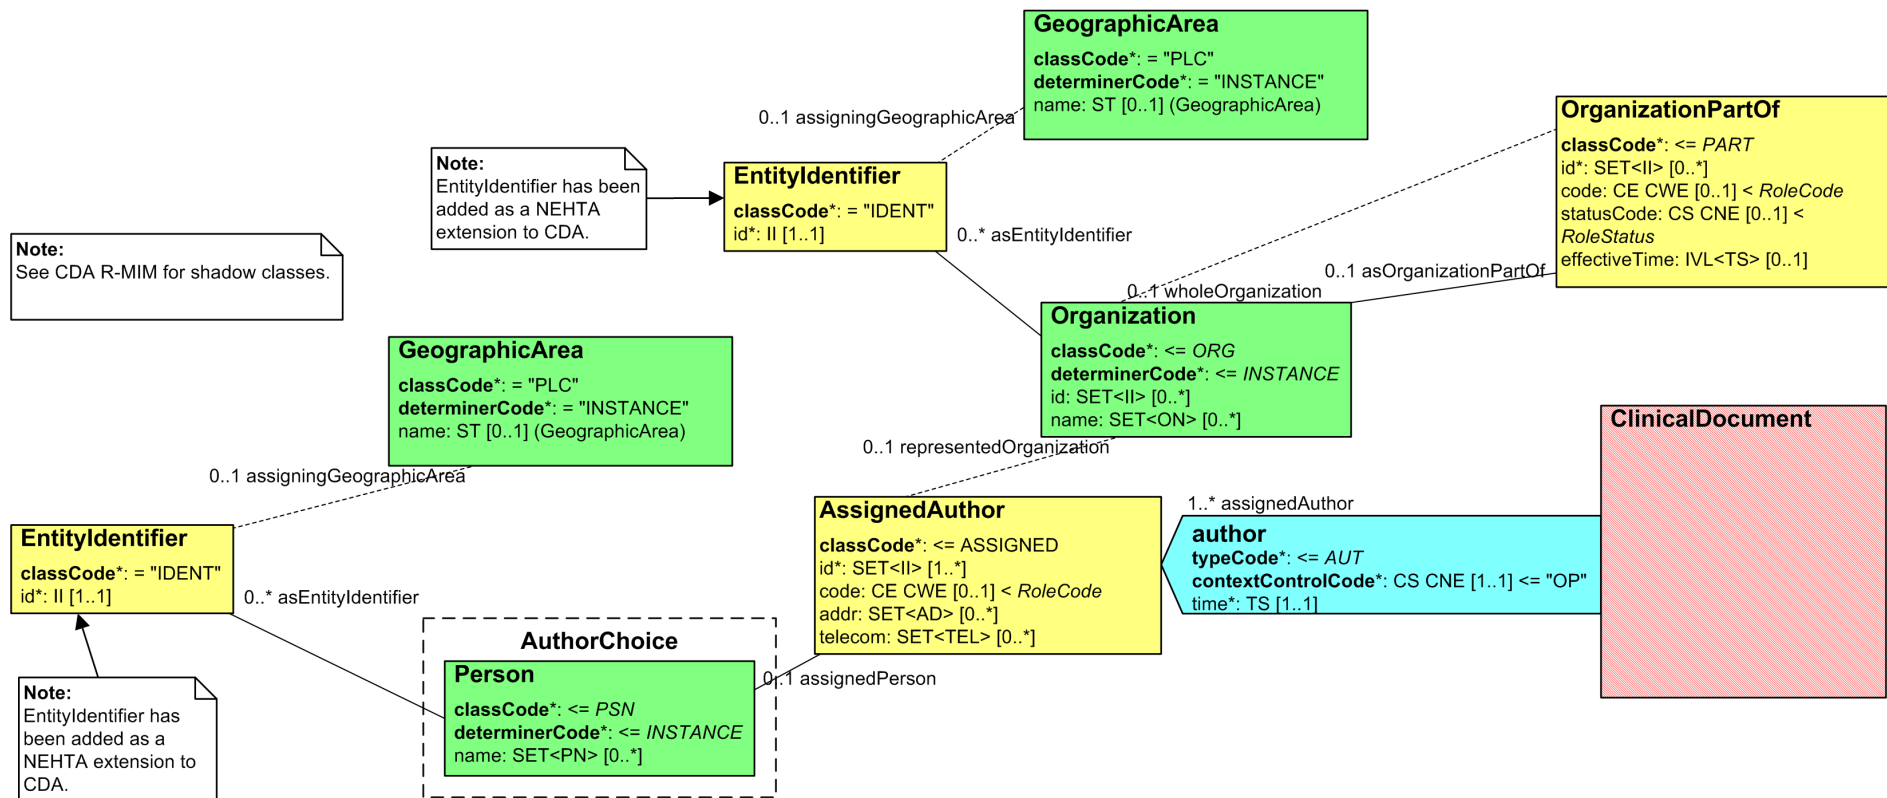 GeographicArea
classCode*: = "PLC"
determinerCode*: = "INSTANCE"
name: ST [0..1] (GeographicArea)
0..1 assigningGeographicArea
OrganizationPartOf
classCode*: <= PART
id*: SET<II> [0..*]
code: CE CWE [0..1] < RoleCode
statusCode: CS CNE [0..1] <
RoleStatus
effectiveTime: IVL<TS> [0..1]
Note:
EntityIdentifier has been
added as a NEHTA
extension to CDA.
EntityIdentifier
classCode*: = "IDENT"
id*: II [1..1]
0..* asEntityIdentifier
Note:
See CDA R-MIM for shadow classes.
0..1 asOrganizationPartOf
0..1 wholeOrganization
Organization
classCode*: <= ORG
determinerCode*: <= INSTANCE
id: SET<II> [0..*]
name: SET<ON> [0..*]
GeographicArea
classCode*: = "PLC"
determinerCode*: = "INSTANCE"
name: ST [0..1] (GeographicArea)
0..1 assigningGeographicArea
0..1 representedOrganization
ClinicalDocument
AssignedAuthor
classCode*: <= ASSIGNED
id*: SET<II> [1..*]
code: CE CWE [0..1] < RoleCode
addr: SET<AD> [0..*]
telecom: SET<TEL> [0..*]
1..* assignedAuthor
author
typeCode*: <= AUT
contextControlCode*: CS CNE [1..1] <= "OP"
time*: TS [1..1]
EntityIdentifier
classCode*: = "IDENT"
id*: II [1..1]
0..* asEntityIdentifier
AuthorChoice
Person
classCode*: <= PSN
determinerCode*: <= INSTANCE
name: SET<PN> [0..*]
0..1 assignedPerson
Note:
EntityIdentifier has
been added as a
NEHTA extension to
CDA.